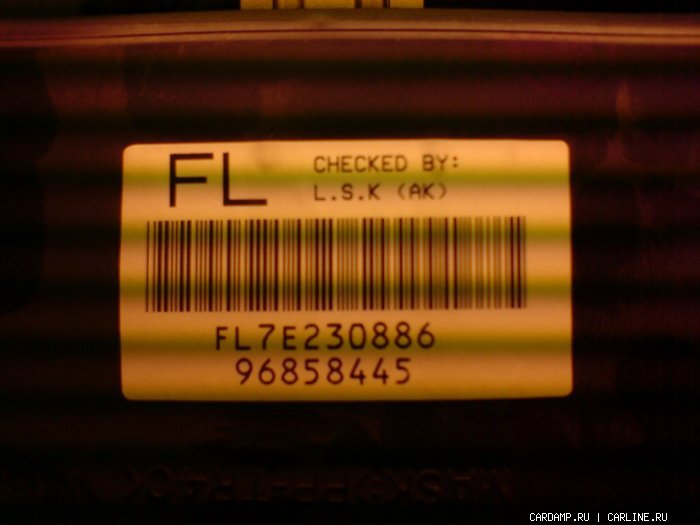 FL
CHECKED BY:
L.S.K (AK)
FL7E230886
96858445
CARDAMP.RU | CARLINE.RU